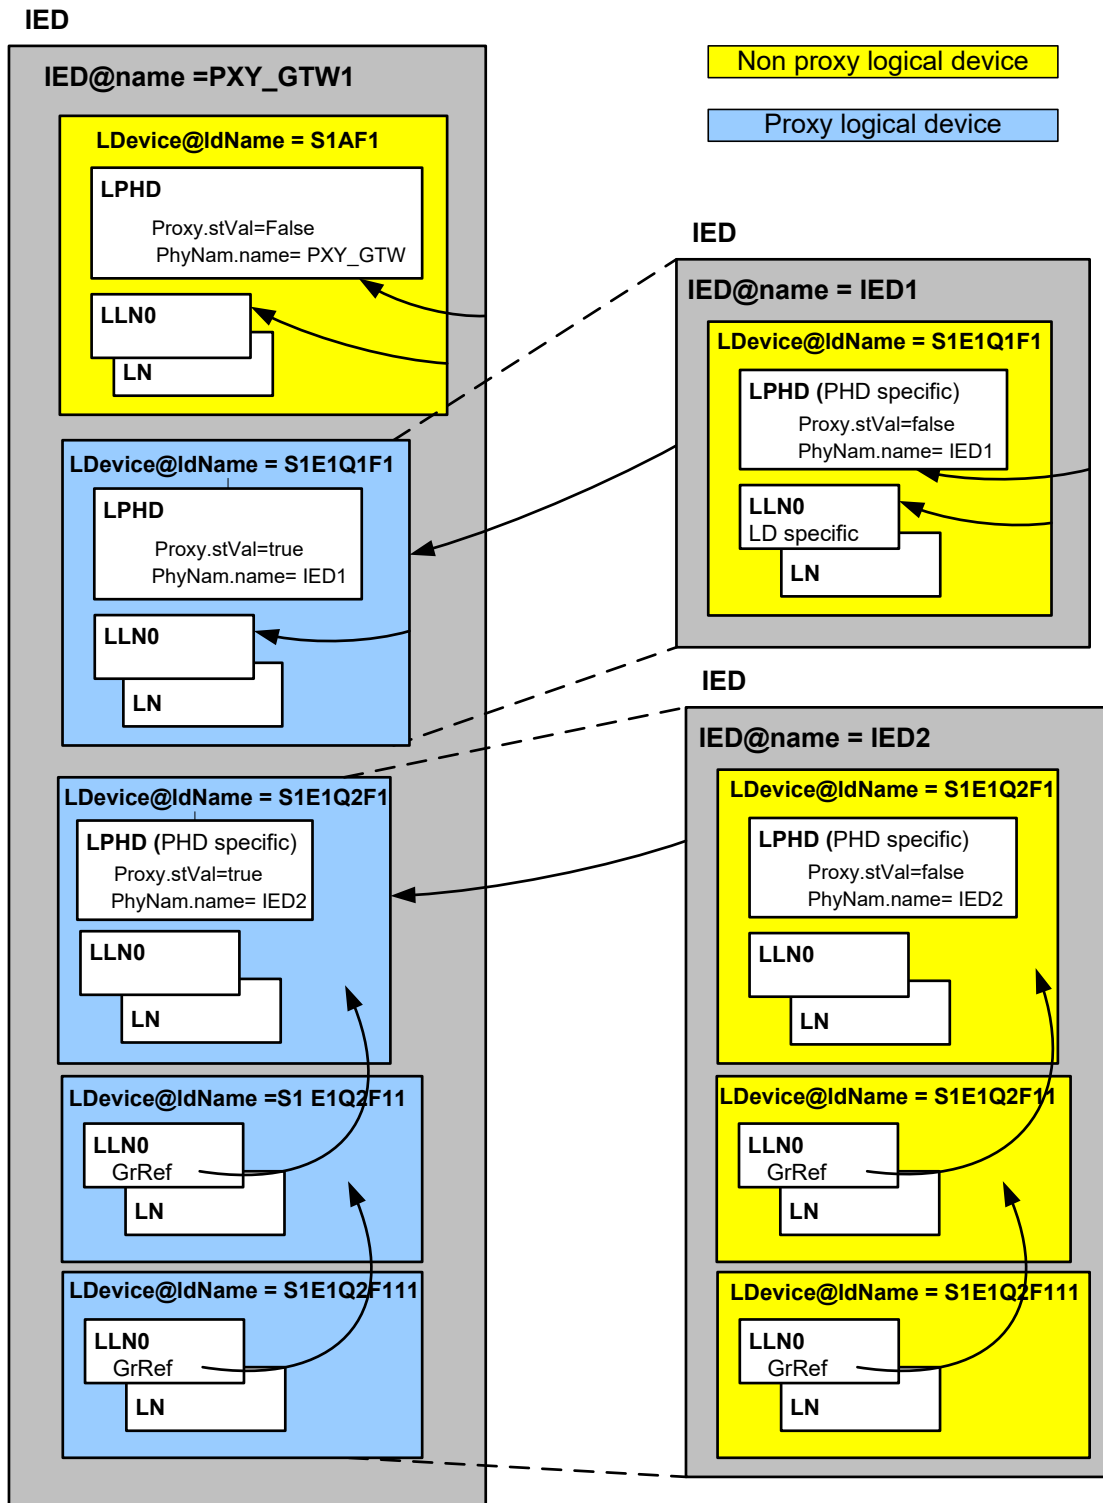 IED
IED@name =PXY_GTW1
LDevice@ldName = S1AF1
LPHD
Proxy.stVal=False
PhyNam.name= PXY_GTW
LLN0
LN
LDevice@ldName = S1E1Q1F1
LPHD
Proxy.stVal=true
PhyNam.name= IED1
LLN0
LN
LDevice@ldName = S1E1Q2F1
LPHD (PHD specific)
Proxy.stVal=true
PhyNam.name= IED2
LLN0
LN
LDevice@ldName =S1 E1Q2F11
LLN0
GrRef
LN
LDevice@ldName = S1E1Q2F111
LLN0
GrRef
LN
Non proxy logical device
Proxy logical device
IED
IED@name = IED1
LDevice@ldName = S1E1Q1F1
LPHD (PHD specific)
Proxy.stVal=false
PhyNam.name= IED1
LLN0
LD specific
LN
IED
IED@name = IED2
LDevice@ldName = S1E1Q2F1
LPHD (PHD specific)
Proxy.stVal=false
PhyNam.name= IED2
LLN0
LN
LDevice@ldName = S1E1Q2F11
LLN0
GrRef
LN
LDevice@ldName = S1E1Q2F111
LLN0
GrRef
LN